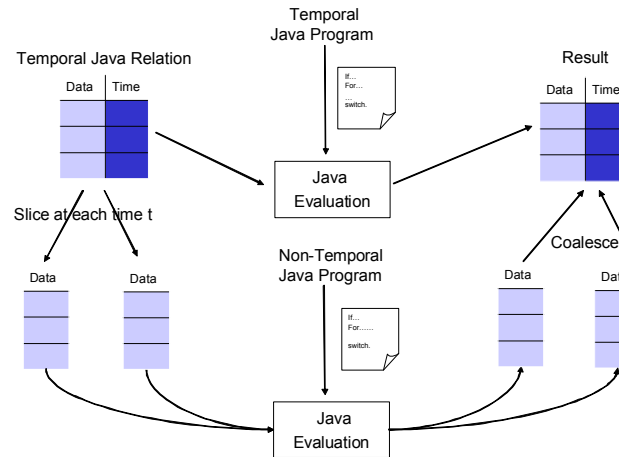 Temporal
Java Program
Temporal Java Relation
Result
Data Time
Data Time
If…
For…
…
switch.
Java
Evaluation
Slice at each time t
Non-Temporal
Java Program
Coalesce
Data
Data
Data
Data
If…
For……
switch.
Java
Evaluation